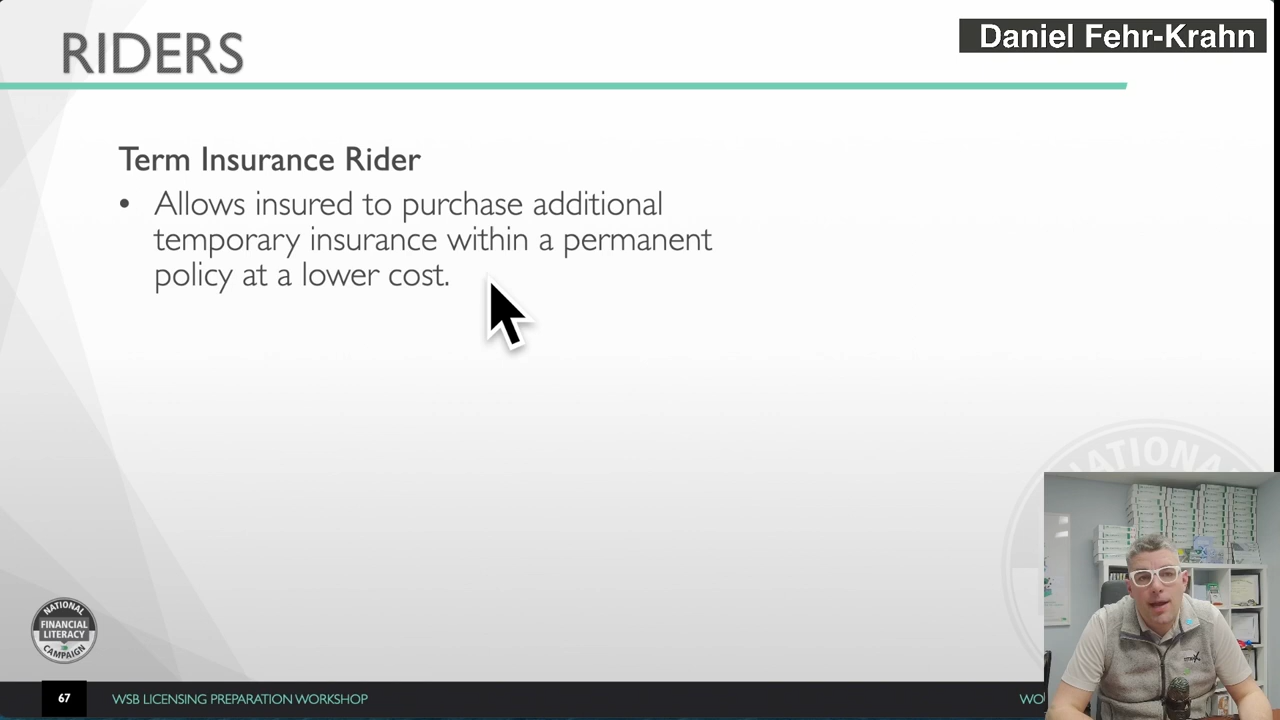 RIDERS
Daniel Fehr-Krahn
Term Insurance Rider
• Allows insured to purchase additional
temporary insurance within a permanent
policy at a lower cost.
NATIONAL
NATIONAL
FINANCIAL
LITERACY
CAMPAIGN
67
WSB LICENSING PREPARATION WORKSHOP